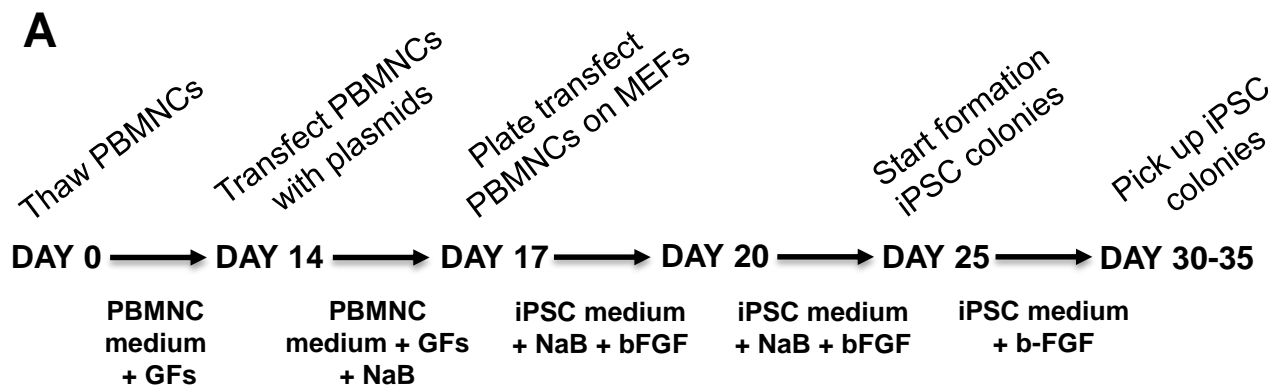 A
Thaw PBMNCs
Transfect PBMNCs
with plasmids
Plate transfect
PBMNCs on MEFs
Start formation
iPSC colonies
Pick up iPSC
colonies
DAY 0
DAY 14
DAY 17
DAY 20
DAY 25
DAY 30-35
PBMNC
medium
+ GFs
PBMNC
medium + GFs
+ NaB
iPSC medium
+ NaB + bFGF
iPSC medium
+ NaB + bFGF
iPSC medium
+ b-FGF